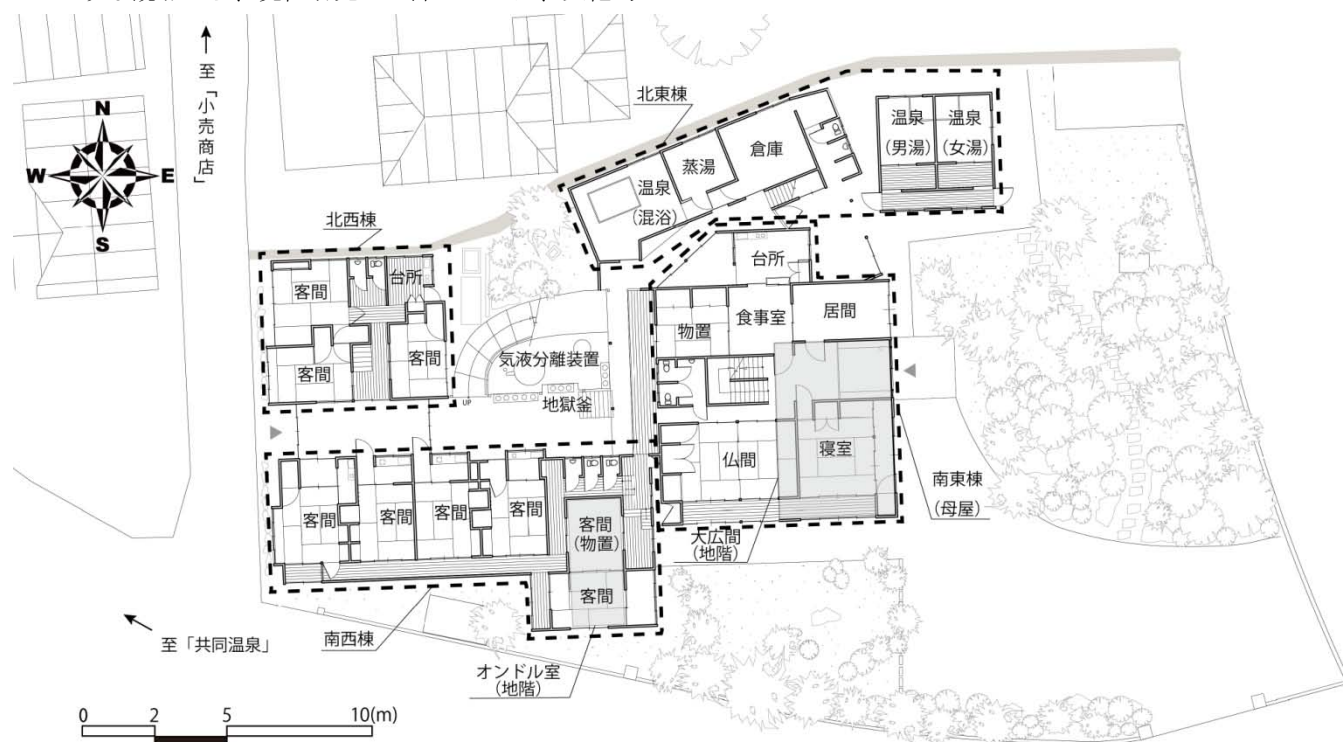 至「小売商店」
N
W
E
S
北東棟
温泉
(男湯)
温泉
(女湯)
倉庫
蒸湯
温泉
(混浴)
北西棟
台所
客間
客間
客間
台所
物置
食事室
居間
気液分離装置
地獄釜
UP
仏間
寝室
南東棟
(母屋)
大広間
(地階)
客間
客間
客間
客間
客間
(物置)
客間
至「共同温泉」
南西棟
オンドル室
(地階)
0
2
5
10(m)